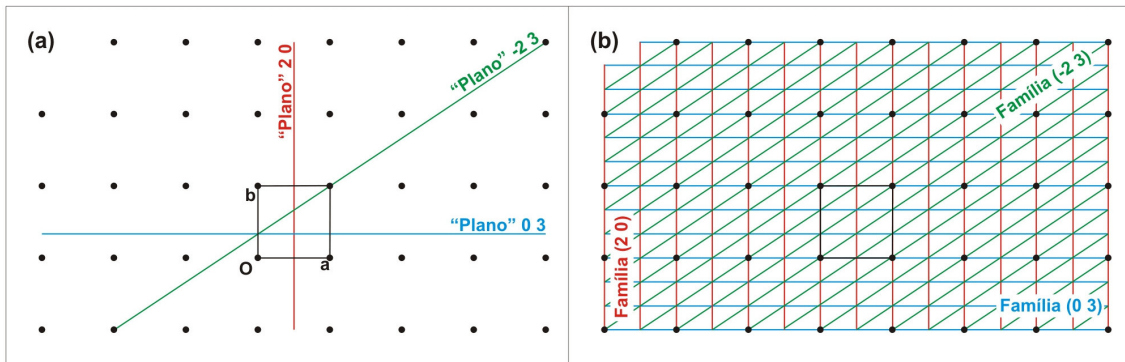 (a)
“Plano” 2 0
“Plano” -2 3
b
“Plano” 0 3
O
a
(b)
Família (-2 3)
Família (2 0)
Família (0 3)